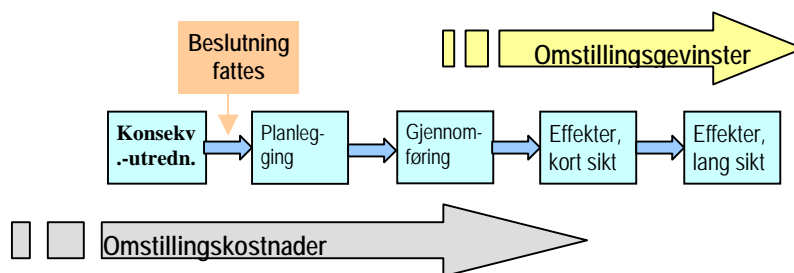 Beslutning
fattes
Omstillingsgevinster
Konsekv
.-utredn.
Planleg-
ging
Gjennom-
føring
Effekter,
kort sikt
Effekter,
lang sikt
Omstillingskostnader